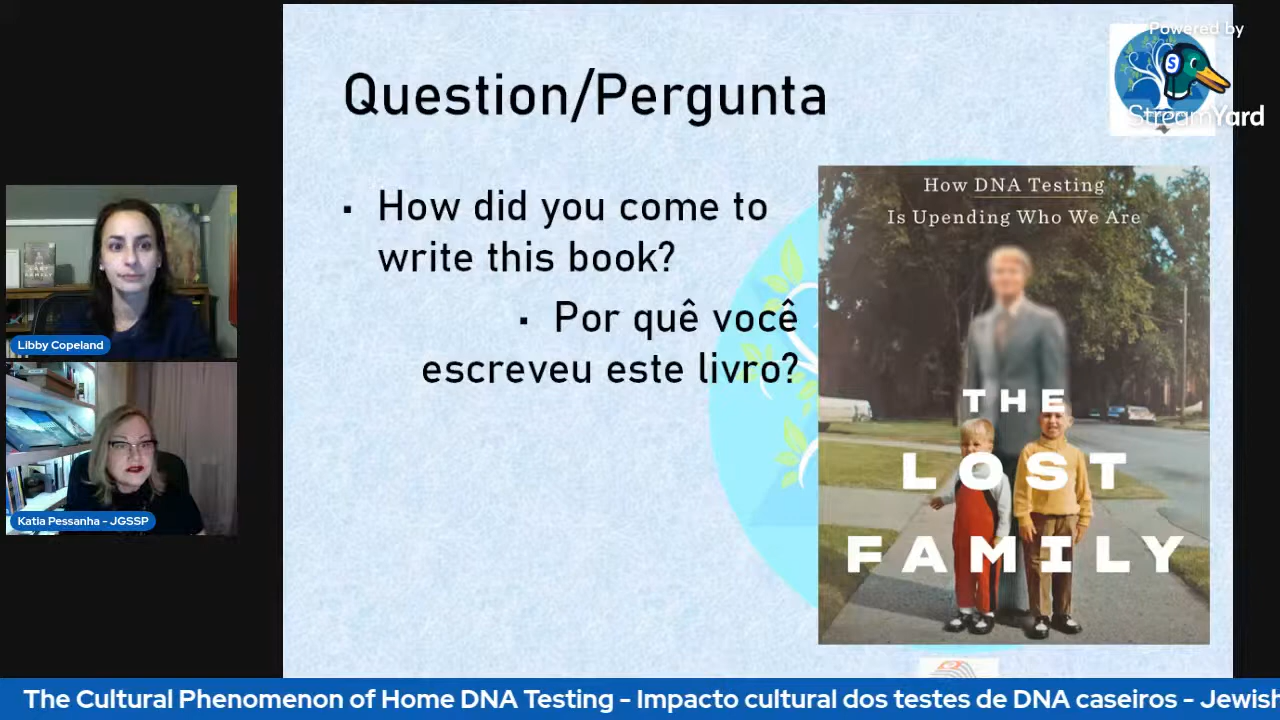 Powered by
StreamYard
Question/Pergunta
▪ How did you come to
write this book?
▪ Por quê você
escreveu este livro?
How DNA Testing
Is Upending Who We Are
THE
LOST
FAMILY
Libby Copeland
Katia Pessanha - JGSSP
The Cultural Phenomenon of Home DNA Testing - Impacto cultural dos testes de DNA caseiros - Jewish